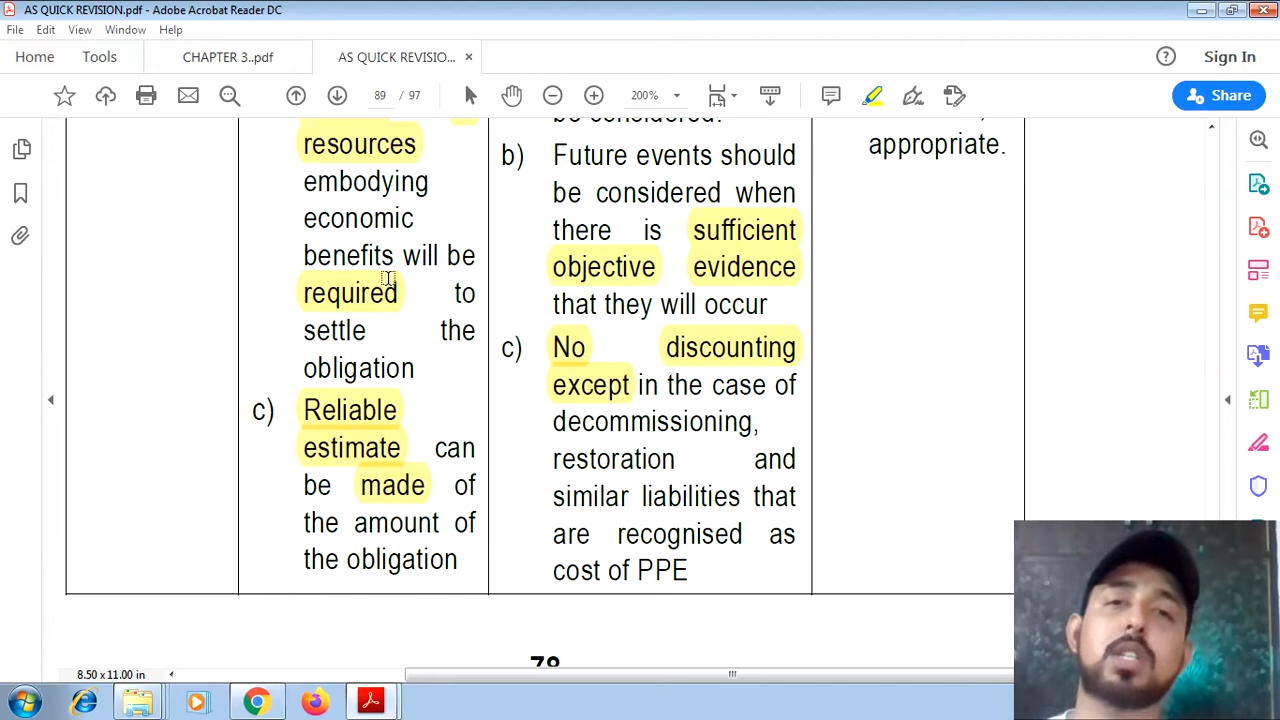 AS QUICK REVISION.pdf - Adobe Acrobat Reader DC
File Edit View Window Help
Home Tools CHAPTER 3..pdf AS QUICK REVISIO... × Sign In
89 / 97 200% Share
resources
embodying
economic
benefits will be
required to
settle the
obligation
c) Reliable
estimate can
be made of
the amount of
the obligation
be considered.
b) Future events should
be considered when
there is sufficient
objective evidence
that they will occur
c) No discounting
except in the case of
decommissioning,
restoration and
similar liabilities that
are recognised as
cost of PPE
appropriate.
78
8.50 x 11.00 in